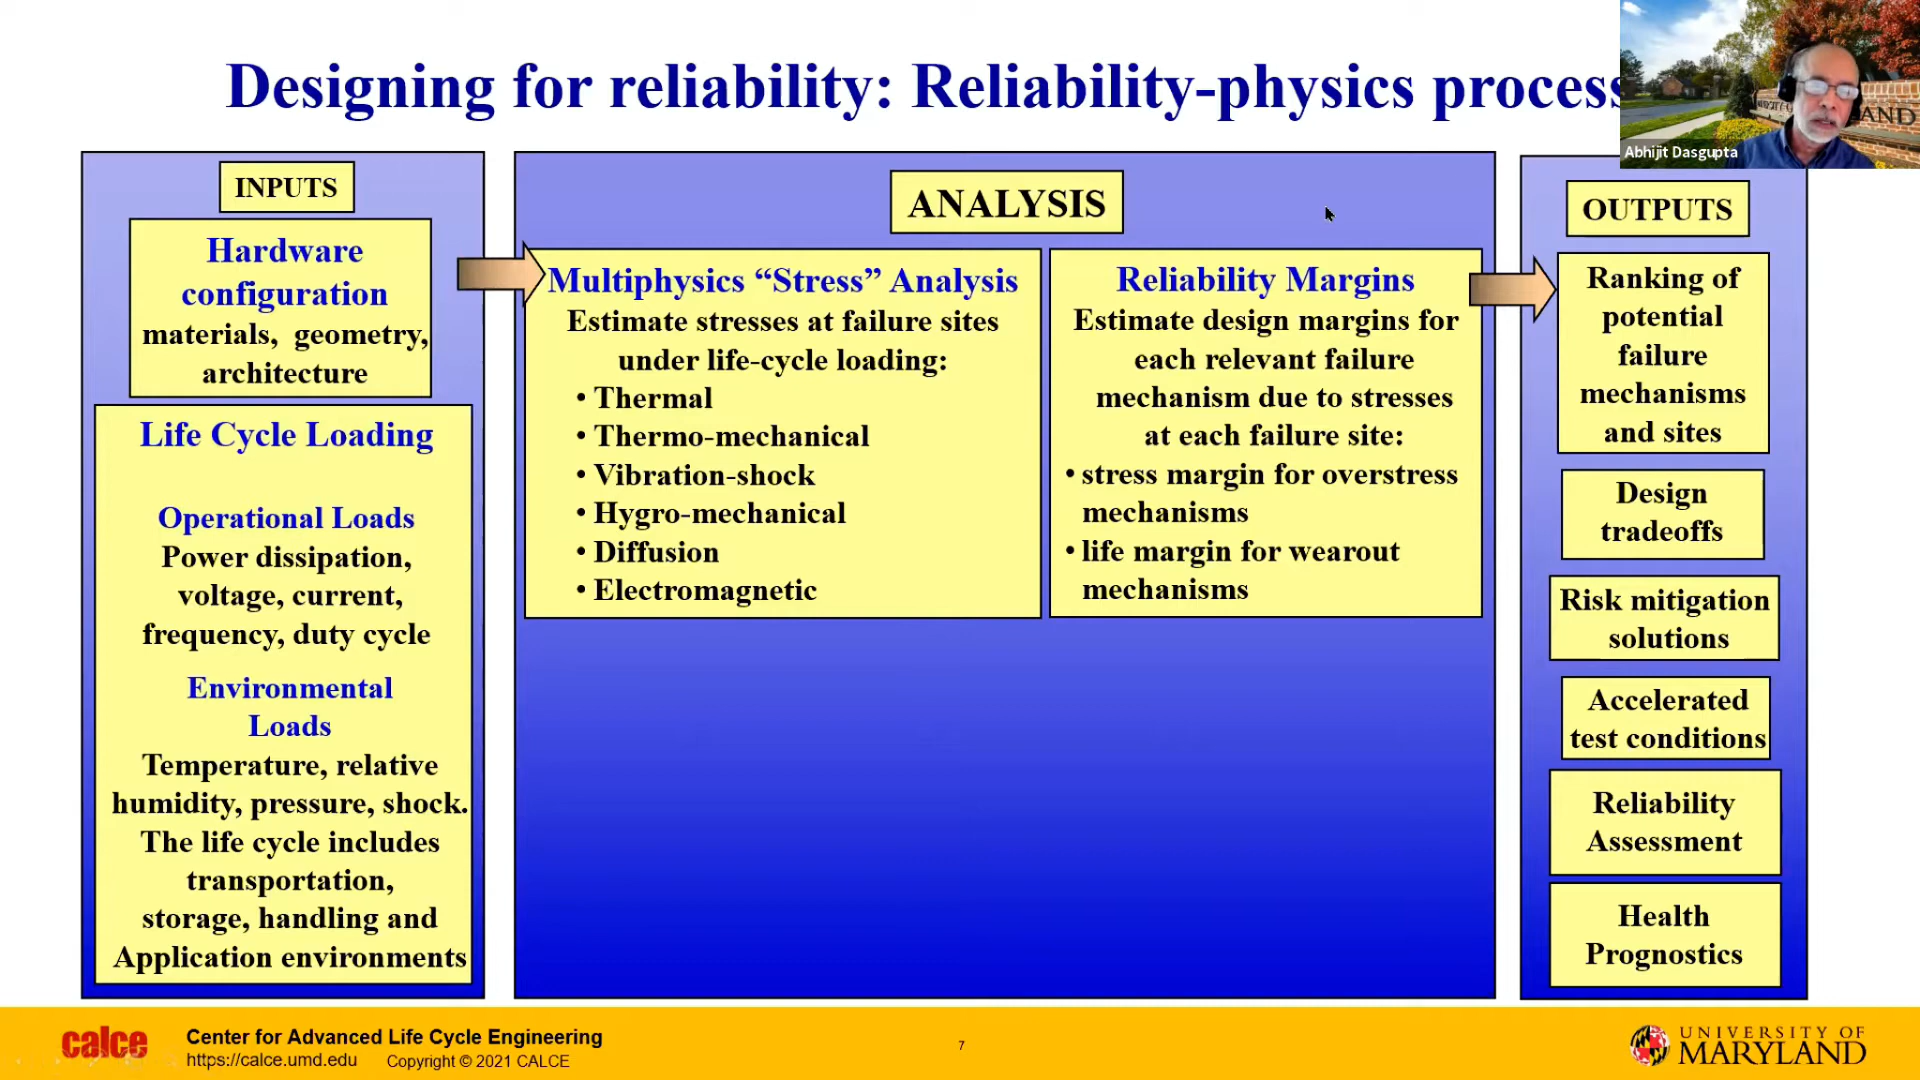 Designing for reliability: Reliability-physics process
Abhijit Dasgupta
INPUTS
Hardware
configuration
materials, geometry,
architecture
Life Cycle Loading
Operational Loads
Power dissipation,
voltage, current,
frequency, duty cycle
Environmental
Loads
Temperature, relative
humidity, pressure, shock.
The life cycle includes
transportation,
storage, handling and
Application environments
ANALYSIS
Multiphysics “Stress” Analysis
Estimate stresses at failure sites
under life-cycle loading:
• Thermal
• Thermo-mechanical
• Vibration-shock
• Hygro-mechanical
• Diffusion
• Electromagnetic
Reliability Margins
Estimate design margins for
each relevant failure
mechanism due to stresses
at each failure site:
• stress margin for overstress
mechanisms
• life margin for wearout
mechanisms
OUTPUTS
Ranking of
potential
failure
mechanisms
and sites
Design
tradeoffs
Risk mitigation
solutions
Accelerated
test conditions
Reliability
Assessment
Health
Prognostics
calce
Center for Advanced Life Cycle Engineering
https://calce.umd.edu Copyright © 2021 CALCE
7
UNIVERSITY OF
MARYLAND